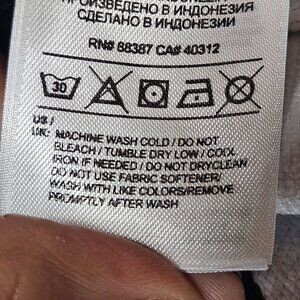 СДЕЛАНО В ИНДОНЕЗИИ
RN# 88387 CA# 40312
30
US /
UK: MACHINE WASH COLD / DO NOT
BLEACH / TUMBLE DRY LOW / COOL
IRON IF NEEDED / DO NOT DRYCLEAN
DO NOT USE FABRIC SOFTENER/
WASH WITH LIKE COLORS/REMOVE
PROMPTLY AFTER WASH